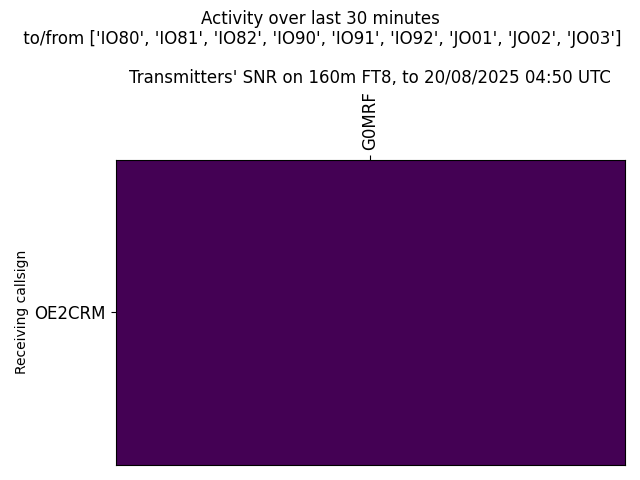 Activity over last 30 minutes
to/from ['IO80', 'IO81', 'IO82', 'IO90', 'IO91', 'IO92', 'JO01', 'JO02', 'JO03']
Transmitters' SNR on 160m FT8, to 20/08/2025 04:50 UTC
G0MRF
Receiving callsign
OE2CRM